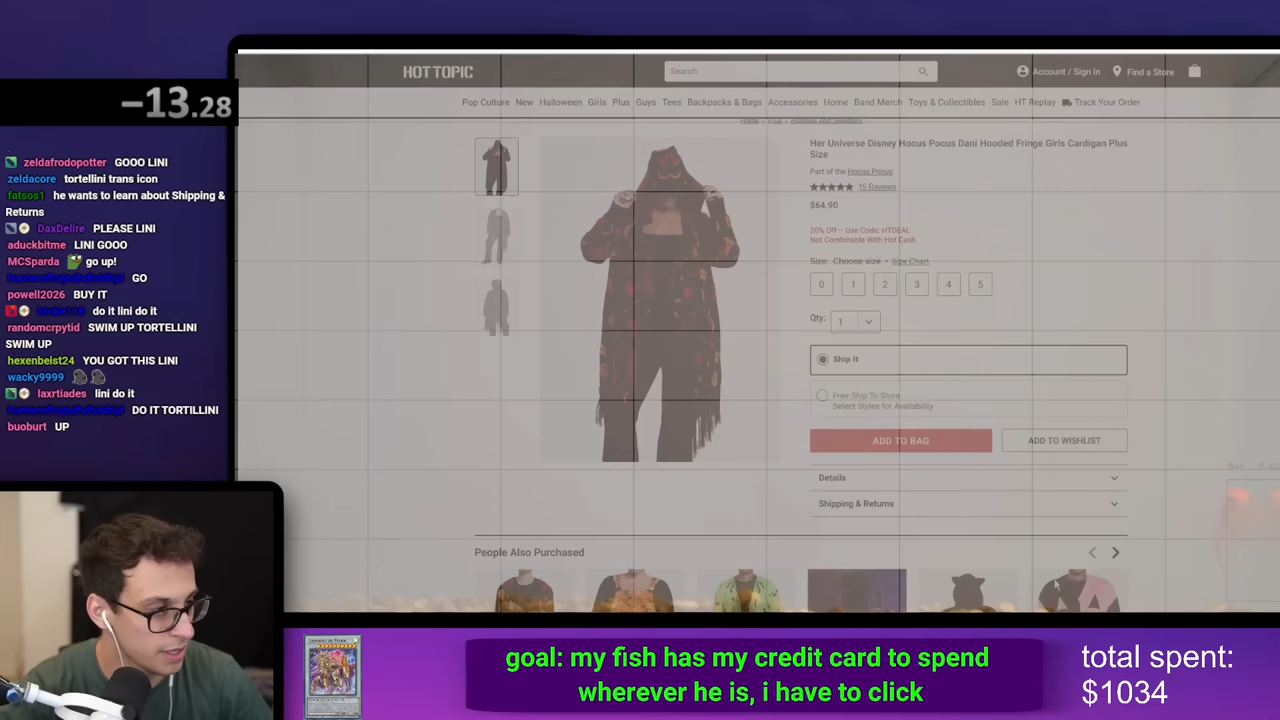 -13.28
zeldafrodopotter GOOO LINI
zeldacore tortellini trans icon
fatsos1 he wants to learn about Shipping &
Returns
DaxDelire PLEASE LINI
aduckbitme LINI GOOO
MCSparda go up!
GO
powell2026 BUY IT
do it lini do it
randomcrpytid SWIM UP TORTELLINI
SWIM UP
hexenbeist24 YOU GOT THIS LINI
wacky9999
laxrtiades lini do it
DO IT TORTILLINI
buoburt UP
HOT TOPIC
Search
Account / Sign In
Find a Store
Pop Culture New Halloween Girls Plus Guys Tees Backpacks & Bags Accessories Home Band Merch Toys & Collectibles Sale HT Replay Track Your Order
Home / Plus / Hoodies And Sweaters
Her Universe Disney Hocus Pocus Dani Hooded Fringe Girls Cardigan Plus
Size
Part of the Hocus Pocus
15 Reviews
$64.90
20% Off – Use Code: HTDEAL
Not Combinable With Hot Cash
Size: Choose size • Size Chart
0 1 2 3 4 5
Qty: 1
Ship It
Free Ship To Store
Select Styles for Availability
ADD TO BAG
ADD TO WISHLIST
Details
Shipping & Returns
People Also Purchased
goal: my fish has my credit card to spend
wherever he is, i have to click
total spent:
$1034